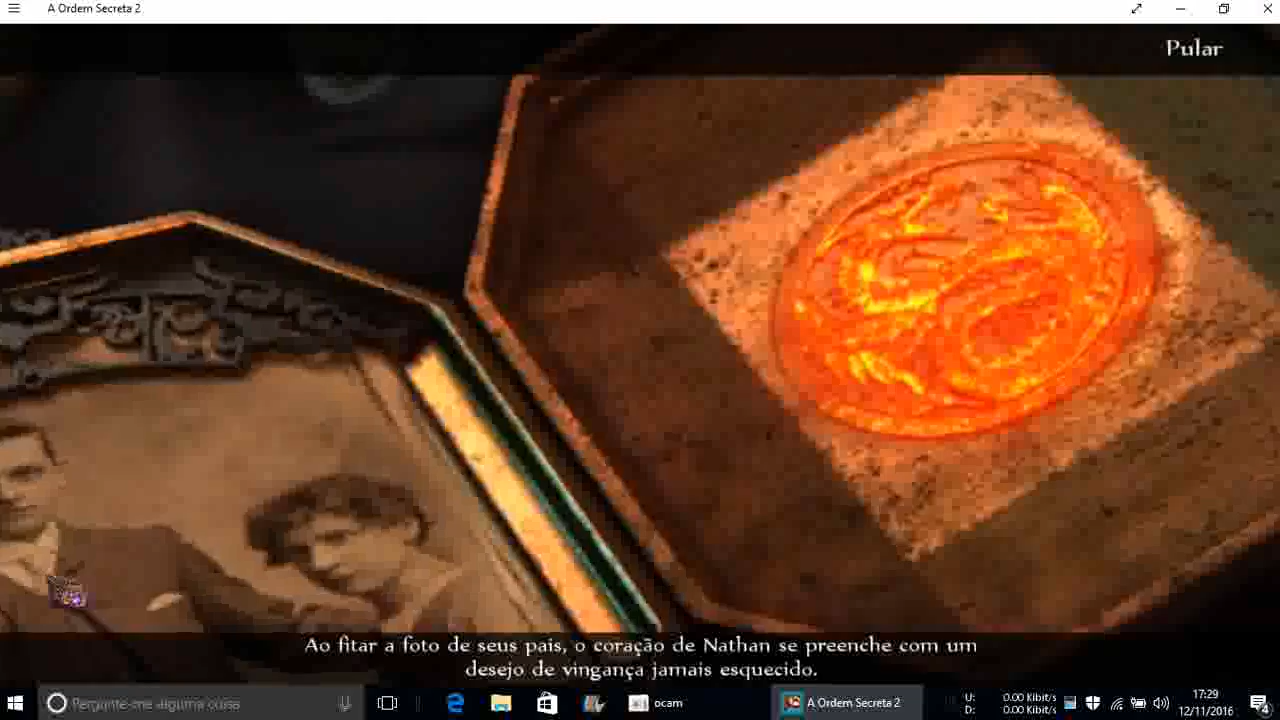 A Ordem Secreta 2
Pular
Ao fitar a foto de seus pais, o coração de Nathan se preenche com um
desejo de vingança jamais esquecido.
Pergunte-me alguma coisa
ocam
A Ordem Secreta 2
U: 0.00 Kibit/s
D: 0.00 Kibit/s
17:29
12/11/2016
4